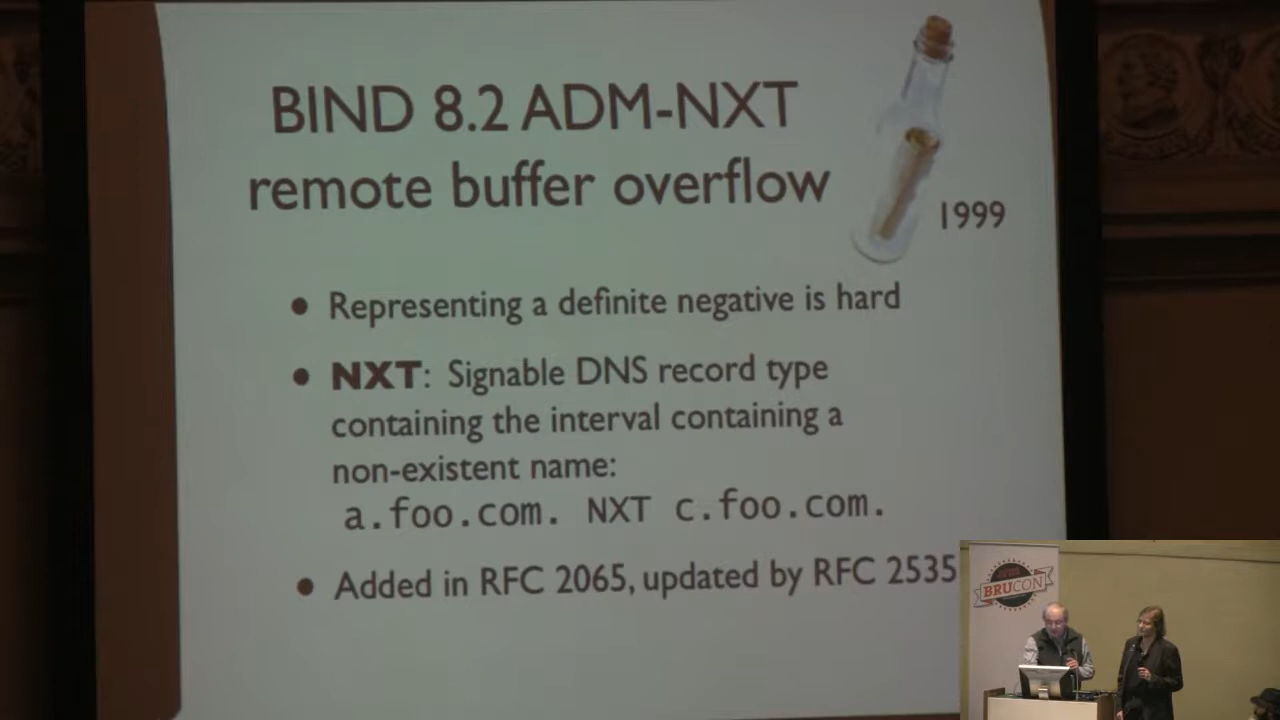 BIND 8.2 ADM-NXT
remote buffer overflow
1999
• Representing a definite negative is hard
• NXT: Signable DNS record type
containing the interval containing a
non-existent name:
a.foo.com. NXT c.foo.com.
• Added in RFC 2065, updated by RFC 2535
BRUCON